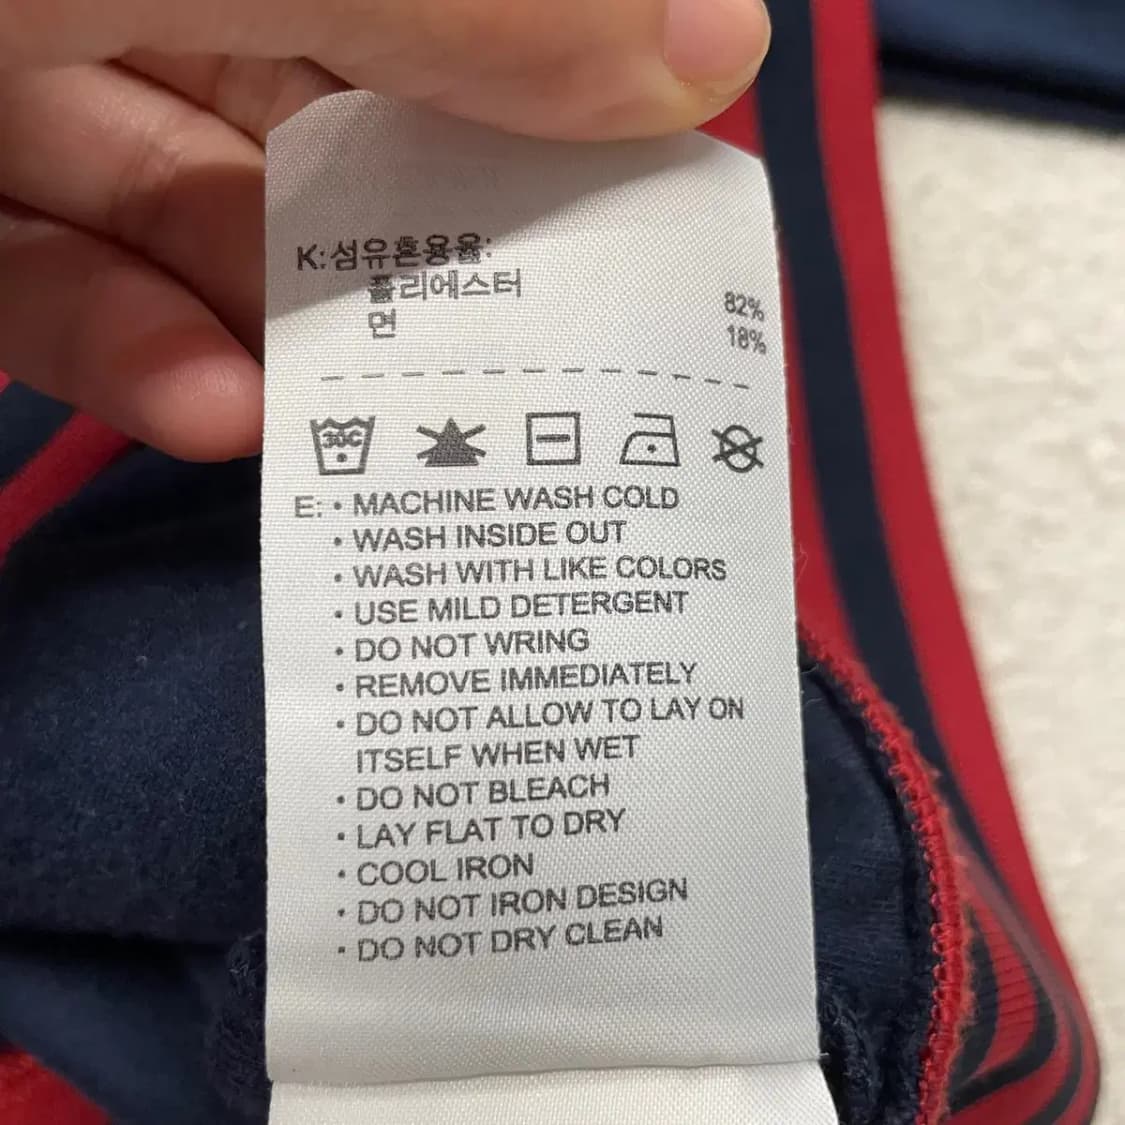 K: 섬유혼용율:
폴리에스터 82%
면 18%
30C
E: • MACHINE WASH COLD
• WASH INSIDE OUT
• WASH WITH LIKE COLORS
• USE MILD DETERGENT
• DO NOT WRING
• REMOVE IMMEDIATELY
• DO NOT ALLOW TO LAY ON
ITSELF WHEN WET
• DO NOT BLEACH
• LAY FLAT TO DRY
• COOL IRON
• DO NOT IRON DESIGN
• DO NOT DRY CLEAN